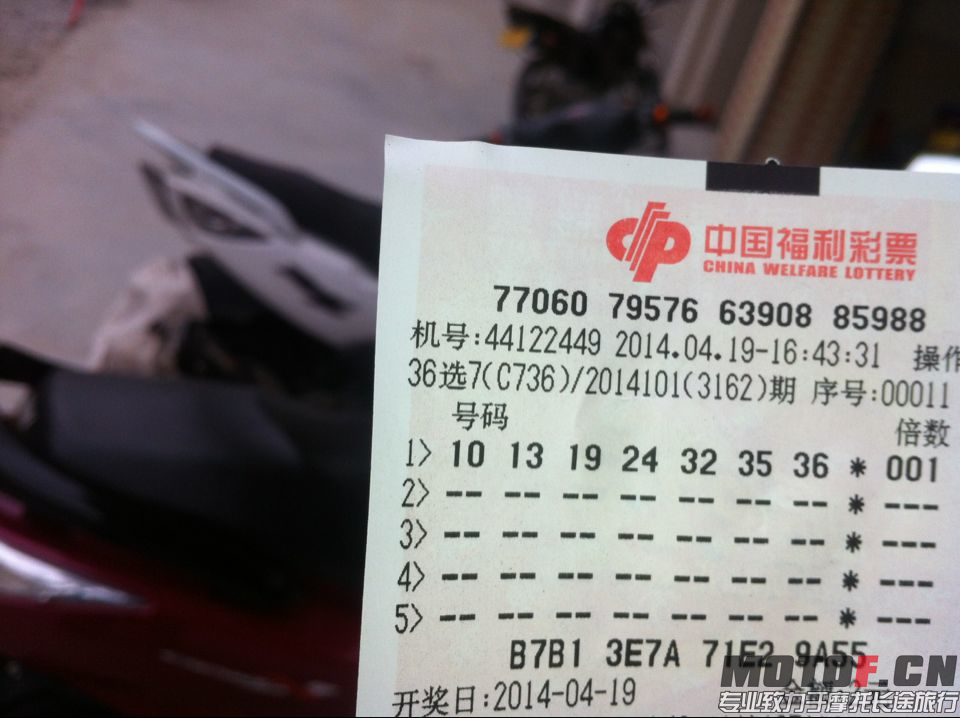 中国福利彩票
CHINA WELFARE LOTTERY
77060 79576 63908 85988
机号:44122449 2014.04.19-16:43:31 操作
36选7(C736)/2014101(3162)期 序号:00011
号码 倍数
1> 10 13 19 24 32 35 36 * 001
2> -- -- -- -- -- -- -- * ---
3> -- -- -- -- -- -- -- * ---
4> -- -- -- -- -- -- -- * ---
5> -- -- -- -- -- -- -- * ---
B7B1 3E7A 71E2 9A55
开奖日:2014-04-19
MOTOF.CN
专业致力于摩托长途旅行